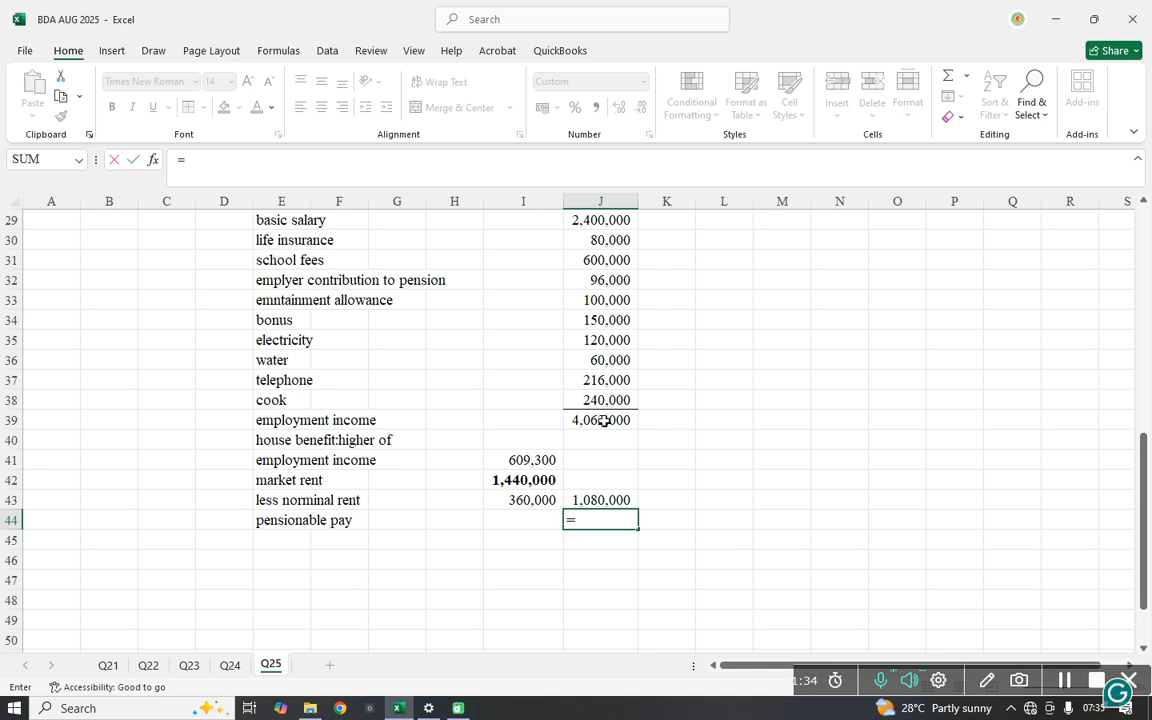 BDA AUG 2025 - Excel
Search
File Home Insert Draw Page Layout Formulas Data Review View Help Acrobat QuickBooks
Share
Paste
Clipboard
Times New Roman 14
B I U
Font
Wrap Text
Merge & Center
Alignment
Custom
Number
Conditional Formatting
Format as Table
Cell Styles
Styles
Insert Delete Format
Cells
Sort & Filter
Find & Select
Editing
Add-ins
Add-ins
SUM
fx
=
A B C D E F G H I J K L M N O P Q R S
29 basic salary 2,400,000
30 life insurance 80,000
31 school fees 600,000
32 emplyer contribution to pension 96,000
33 emntainment allowance 100,000
34 bonus 150,000
35 electricity 120,000
36 water 60,000
37 telephone 216,000
38 cook 240,000
39 employment income
40 house benefit:higher of
41 employment income 609,300
42 market rent 1,440,000
43 less norminal rent 360,000 1,080,000
44 pensionable pay =
45
46
47
48
49
50
Q21 Q22 Q23 Q24 Q25
Enter
Accessibility: Good to go
1:34
Search
28°C Partly sunny
07:35